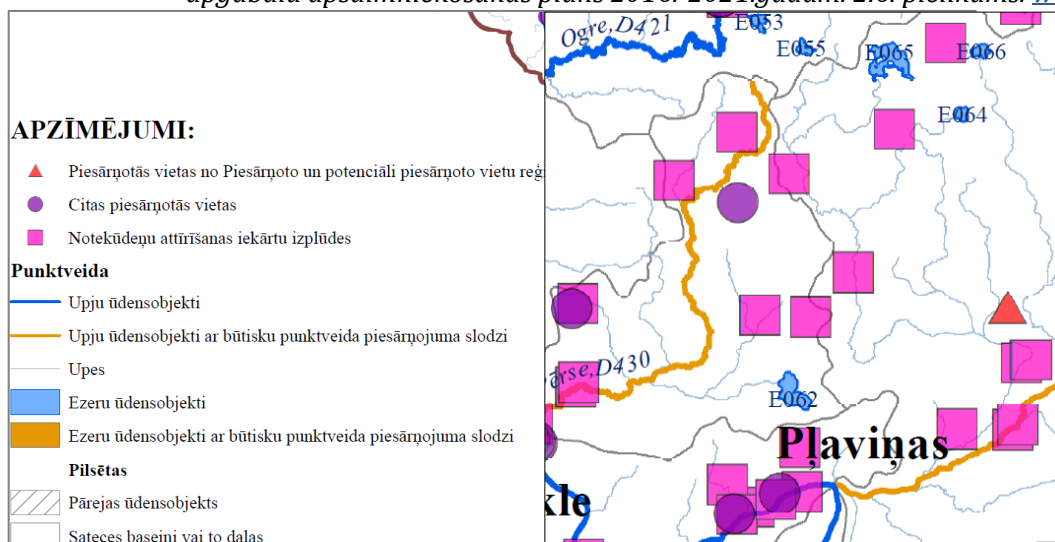 apgabala apsaimniekošanas plāns 2016.-2021.gadam. 2.6. pielikums.
APZĪMĒJUMI:
Piesārņotās vietas no Piesārņoto un potenciāli piesārņoto vietu reģi
Citas piesārņotās vietas
Notekūdeņu attīrīšanas iekārtu izplūdes
Punktveida
Upju ūdensobjekti
Upju ūdensobjekti ar būtisku punktveida piesārņojuma slodzi
Upes
Ezeru ūdensobjekti
Ezeru ūdensobjekti ar būtisku punktveida piesārņojuma slodzi
Pilsētas
Pārejas ūdensobjekts
Sateces baseini vai to daļas
Ogre,D421
E053
E055
E065
E066
E064
ērse,D430
E062
Pļaviņas
kle